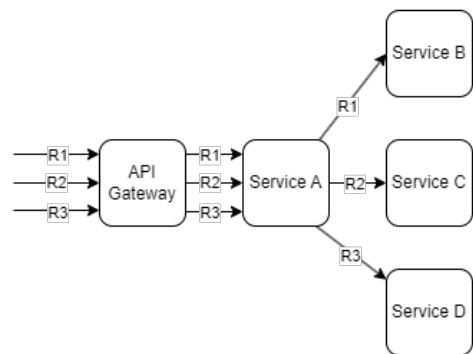 Service B
R1
R1
API
Gateway
R1
Service A
R2
R2
R2
Service C
R3
R3
R3
Service D